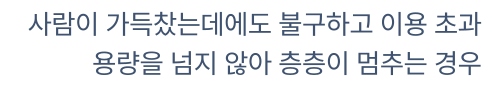 사람이 가득찼는데에도 불구하고 이용 초과
용량을 넘지 않아 층층이 멈추는 경우